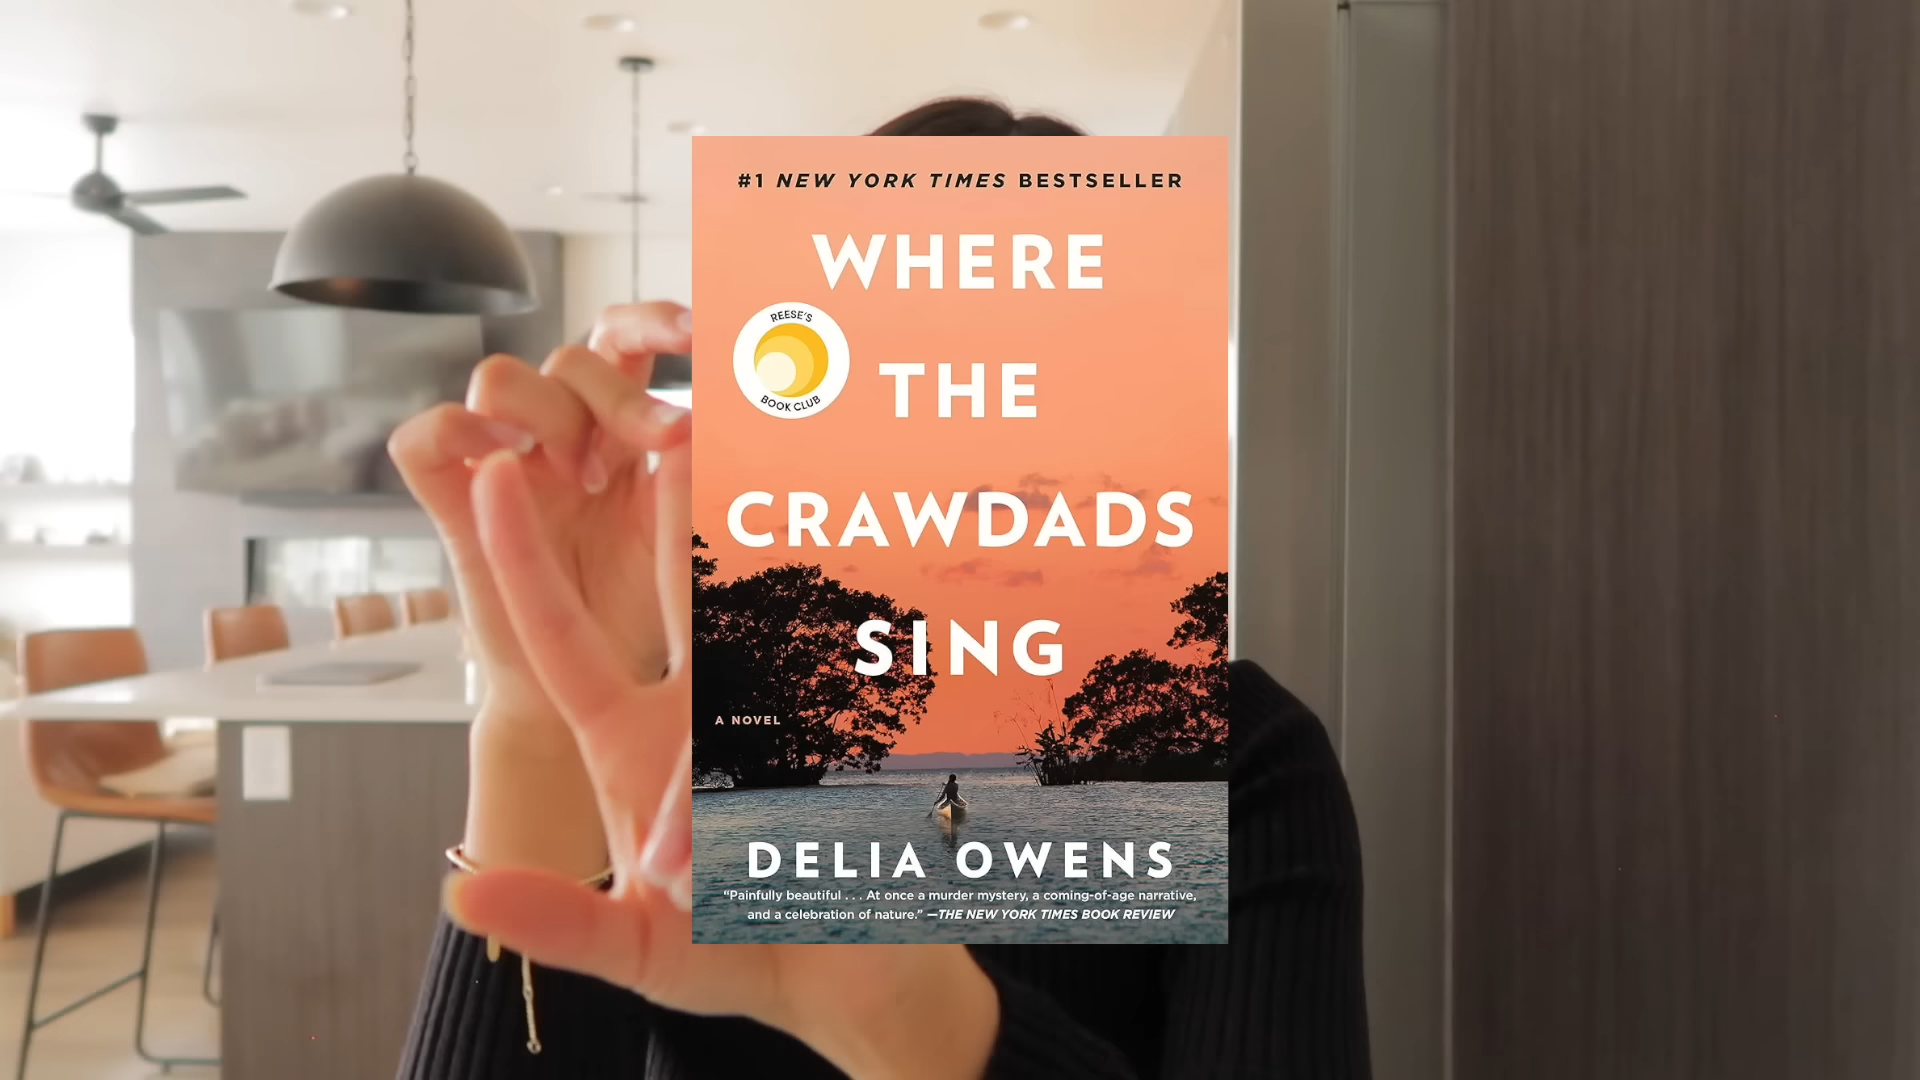 #1 NEW YORK TIMES BESTSELLER
WHERE
REESE'S
BOOK CLUB
THE
CRAWDADS
SING
A NOVEL
DELIA OWENS
“Painfully beautiful . . . At once a murder mystery, a coming-of-age narrative,
and a celebration of nature.” —THE NEW YORK TIMES BOOK REVIEW